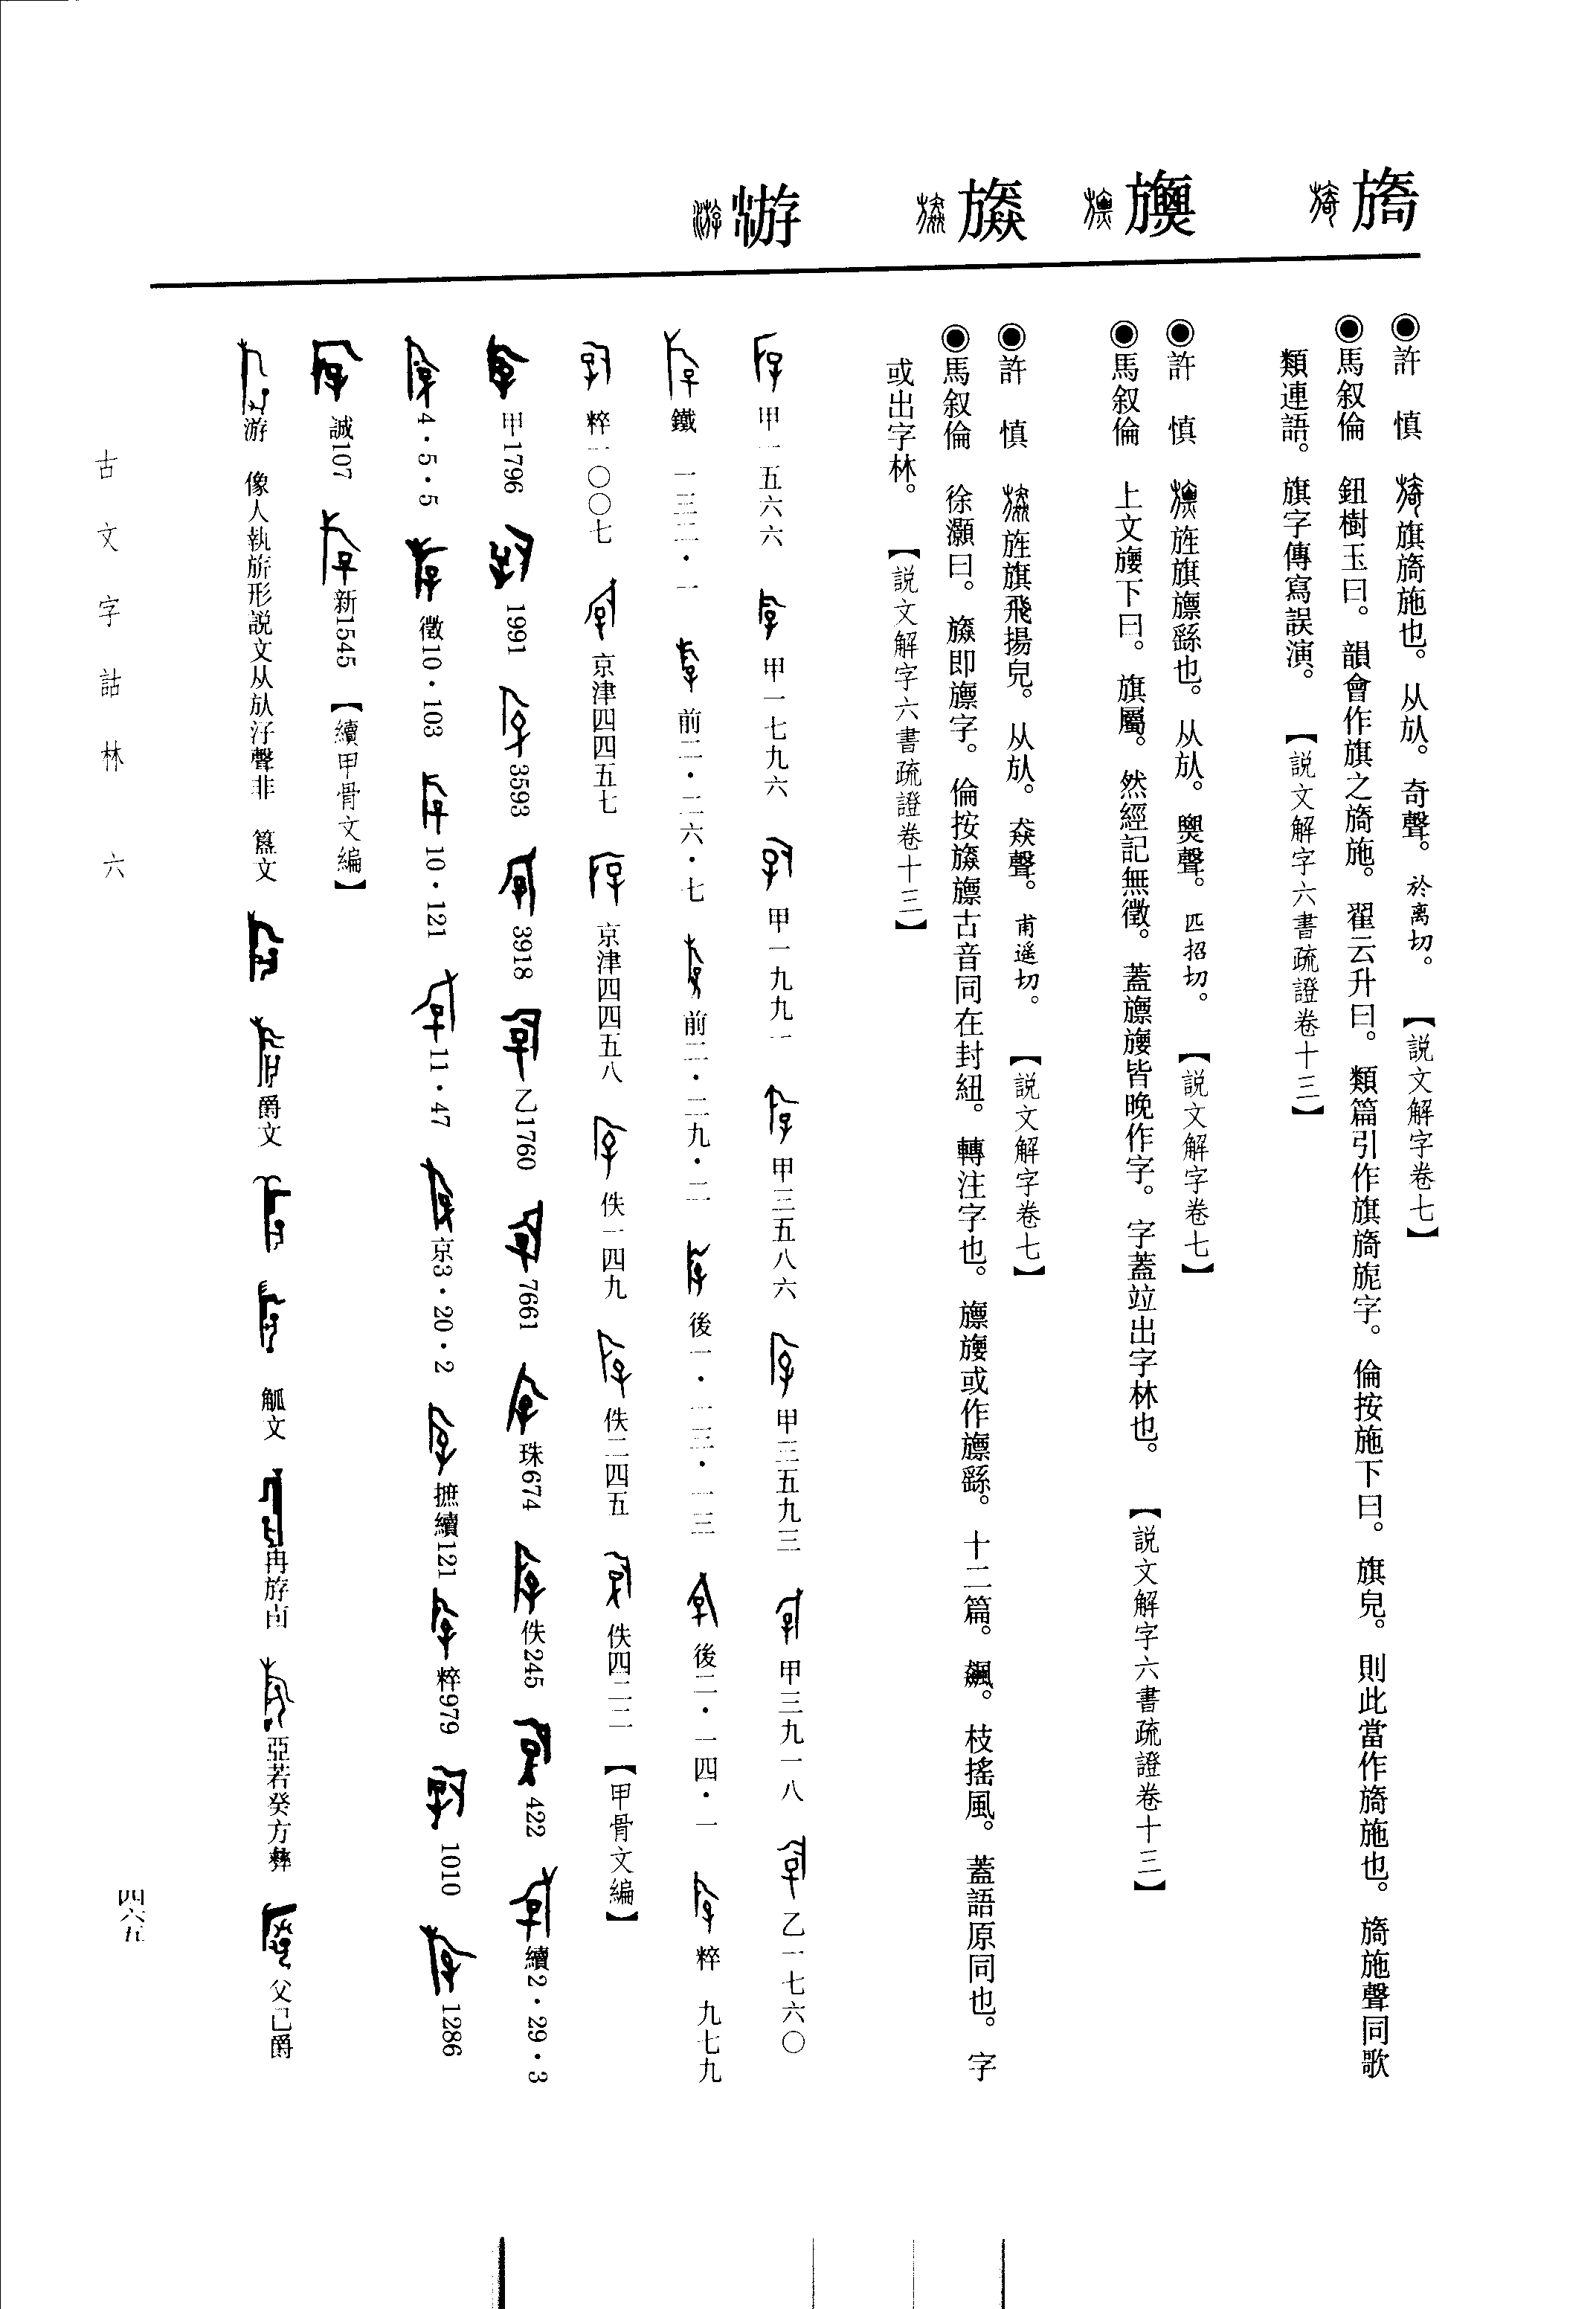 旖
旟
猋
游
◉許　慎　旗旖施也。从㫃。奇聲。於离切。　【説文解字卷七】
◉馬叙倫　鈕樹玉曰。韻會作旗之旖施。翟云升曰。類篇引作旗旖旎字。倫按施下曰。旗皃。則此當作旖施也。旖施聲同歌
類連語。旗字傳寫誤演。　【説文解字六書疏證卷十三】
◉許　慎　旌旗旚繇也。从㫃。㶾聲。匹招切。　【説文解字卷七】
◉馬叙倫　上文下曰。旗屬。然經記無徵。蓋旚皆晚作字。字蓋竝出字林也。　【説文解字六書疏證卷十三】
◉許　慎　旌旗飛揚皃。从㫃。猋聲。甫遥切。　【説文解字卷七】
◉馬叙倫　徐灝曰。旚字。倫按旚古音同在封紐。轉注字也。旚或作旚繇。十二篇。飆。枝搖風。蓋語原同也。字
或出字林。　【説文解字六書疏證卷十三】
甲一五六六　甲一七九六　甲一九九一　甲三五八六　甲三五九三　甲三九一八　乙一七六〇
鐵　一三二・一　前二・二六・七　前二・二九・二　後一・一三・一三　後二・一四・一　粹　九七九
粹一〇〇七　京津四四五七　京津四四五八　佚一四九　佚二四五　佚四二二　【甲骨文編】
甲1796　1991　3593　3918　乙1760　7661　珠674　佚245　422　續2・29・3
4・5・5　徵10・103　10・121　11・47　京3・20・2　摭續121　粹979　1010　1286
誠107　新1545　【續甲骨文編】
游　像人執旂形説文从㫃汓聲非　簋文　爵文　觚文　冉斿卣　亞若癸方彝　父己爵
古文字詁林　六
四六五